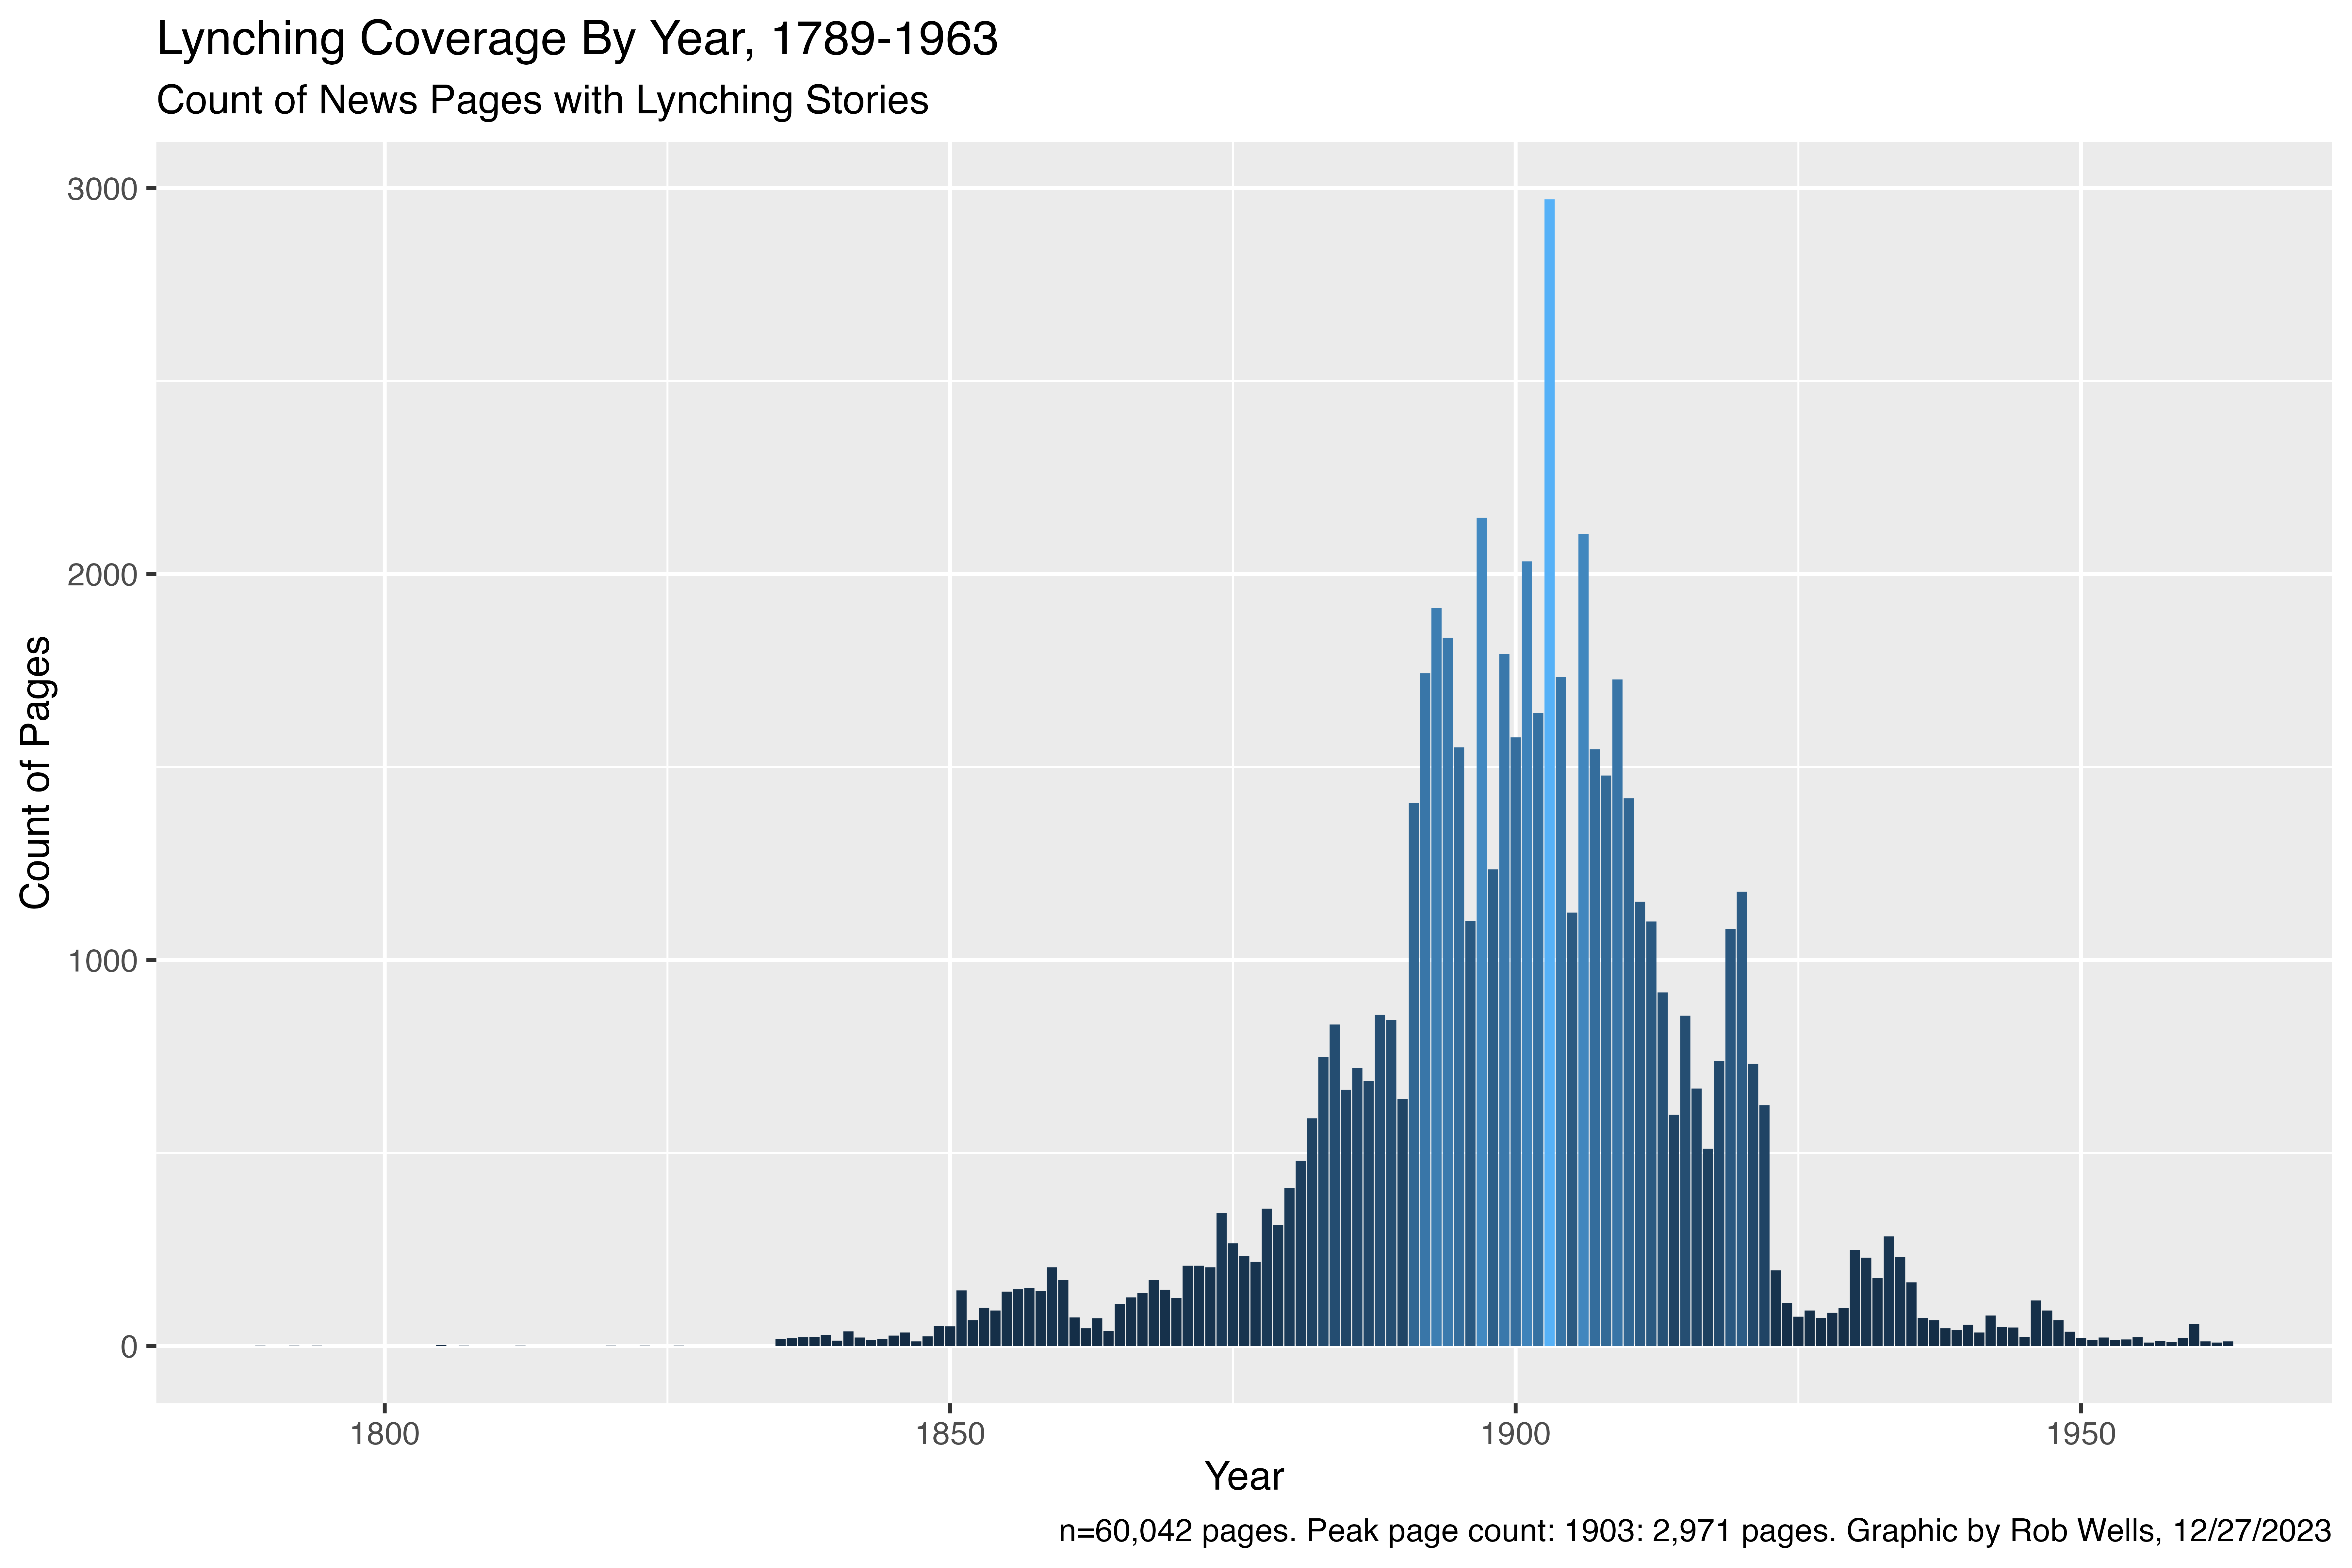 Lynching Coverage By Year, 1789-1963
Count of News Pages with Lynching Stories
Count of Pages
3000
2000
1000
0
1800
1850
1900
1950
Year
n=60,042 pages. Peak page count: 1903: 2,971 pages. Graphic by Rob Wells, 12/27/2023